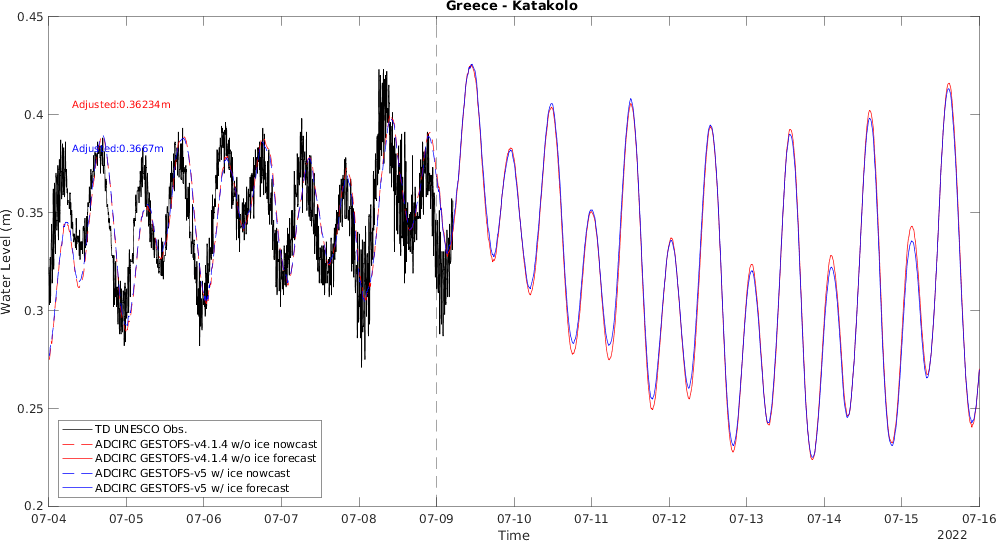 Greece - Katakolo
0.45
0.4
0.35
0.3
0.25
0.2
Water Level (m)
Adjusted:0.36234m
Adjusted:0.3667m
TD UNESCO Obs.
ADCIRC GESTOFS-v4.1.4 w/o ice nowcast
ADCIRC GESTOFS-v4.1.4 w/o ice forecast
ADCIRC GESTOFS-v5 w/ ice nowcast
ADCIRC GESTOFS-v5 w/ ice forecast
07-04 07-05 07-06 07-07 07-08 07-09 07-10 07-11 07-12 07-13 07-14 07-15 07-16
Time
2022